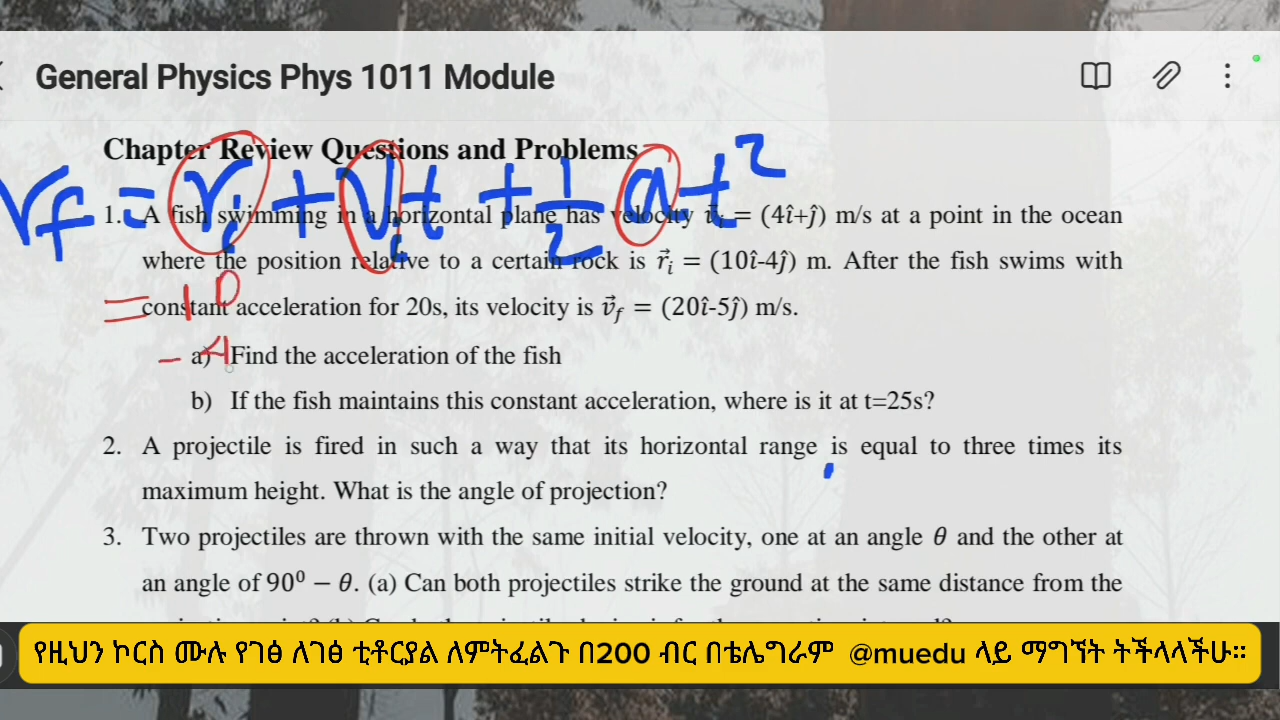 General Physics Phys 1011 Module
Chapter Review Questions and Problems
rf = ri + Vit + 1/2 at²
1. A fish swimming in a horizontal plane has velocity v⃗ᵢ = (4î+ĵ) m/s at a point in the ocean
where the position relative to a certain rock is r⃗ᵢ = (10î-4ĵ) m. After the fish swims with
= 10
constant acceleration for 20s, its velocity is v⃗f = (20î-5ĵ) m/s.
- 4
a) Find the acceleration of the fish
b) If the fish maintains this constant acceleration, where is it at t=25s?
2. A projectile is fired in such a way that its horizontal range is equal to three times its
maximum height. What is the angle of projection?
3. Two projectiles are thrown with the same initial velocity, one at an angle θ and the other at
an angle of 90⁰ − θ. (a) Can both projectiles strike the ground at the same distance from the
የዚህን ኮርስ ሙሉ የገፅ ለገፅ ቲቶርያል ለምትፈልጉ በ200 ብር በቴሌግራም @muedu ላይ ማግኘት ትችላላችሁ።